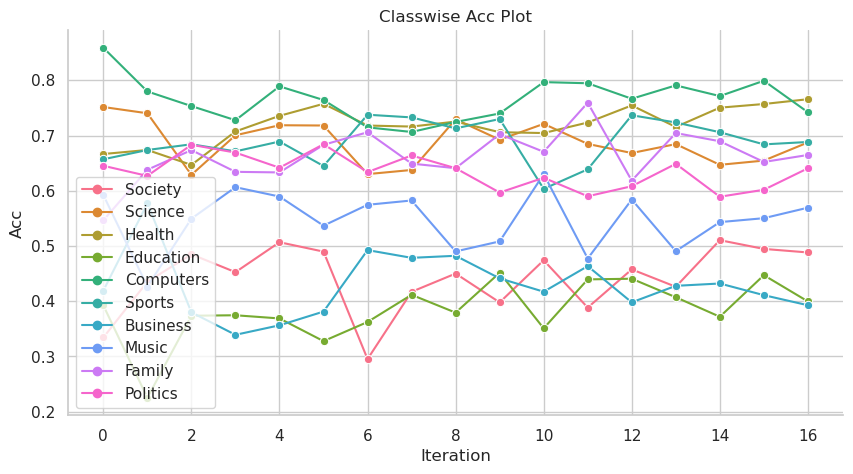 Classwise Acc Plot
Acc
0.8
0.7
0.6
0.5
0.4
0.3
0.2
Society
Science
Health
Education
Computers
Sports
Business
Music
Family
Politics
0 2 4 6 8 10 12 14 16
Iteration